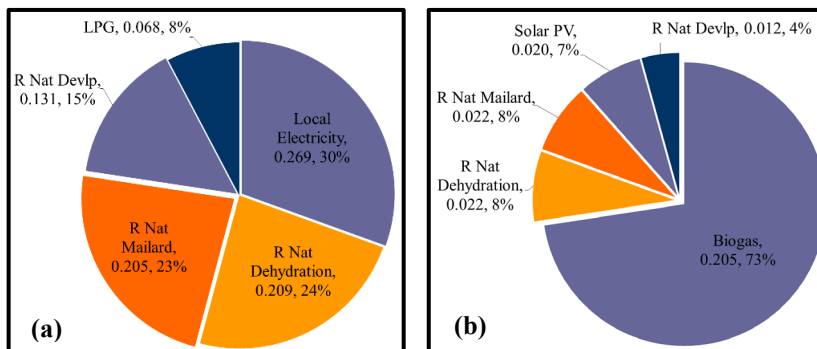 LPG, 0.068, 8%
R Nat Devlp,
0.131, 15%
Local
Electricity,
0.269, 30%
R Nat
Mailard,
0.205, 23%
R Nat
Dehydration,
0.209, 24%
(a)
Solar PV,
0.020, 7%
R Nat Devlp, 0.012, 4%
R Nat Mailard,
0.022, 8%
R Nat
Dehydration,
0.022, 8%
Biogas,
0.205, 73%
(b)